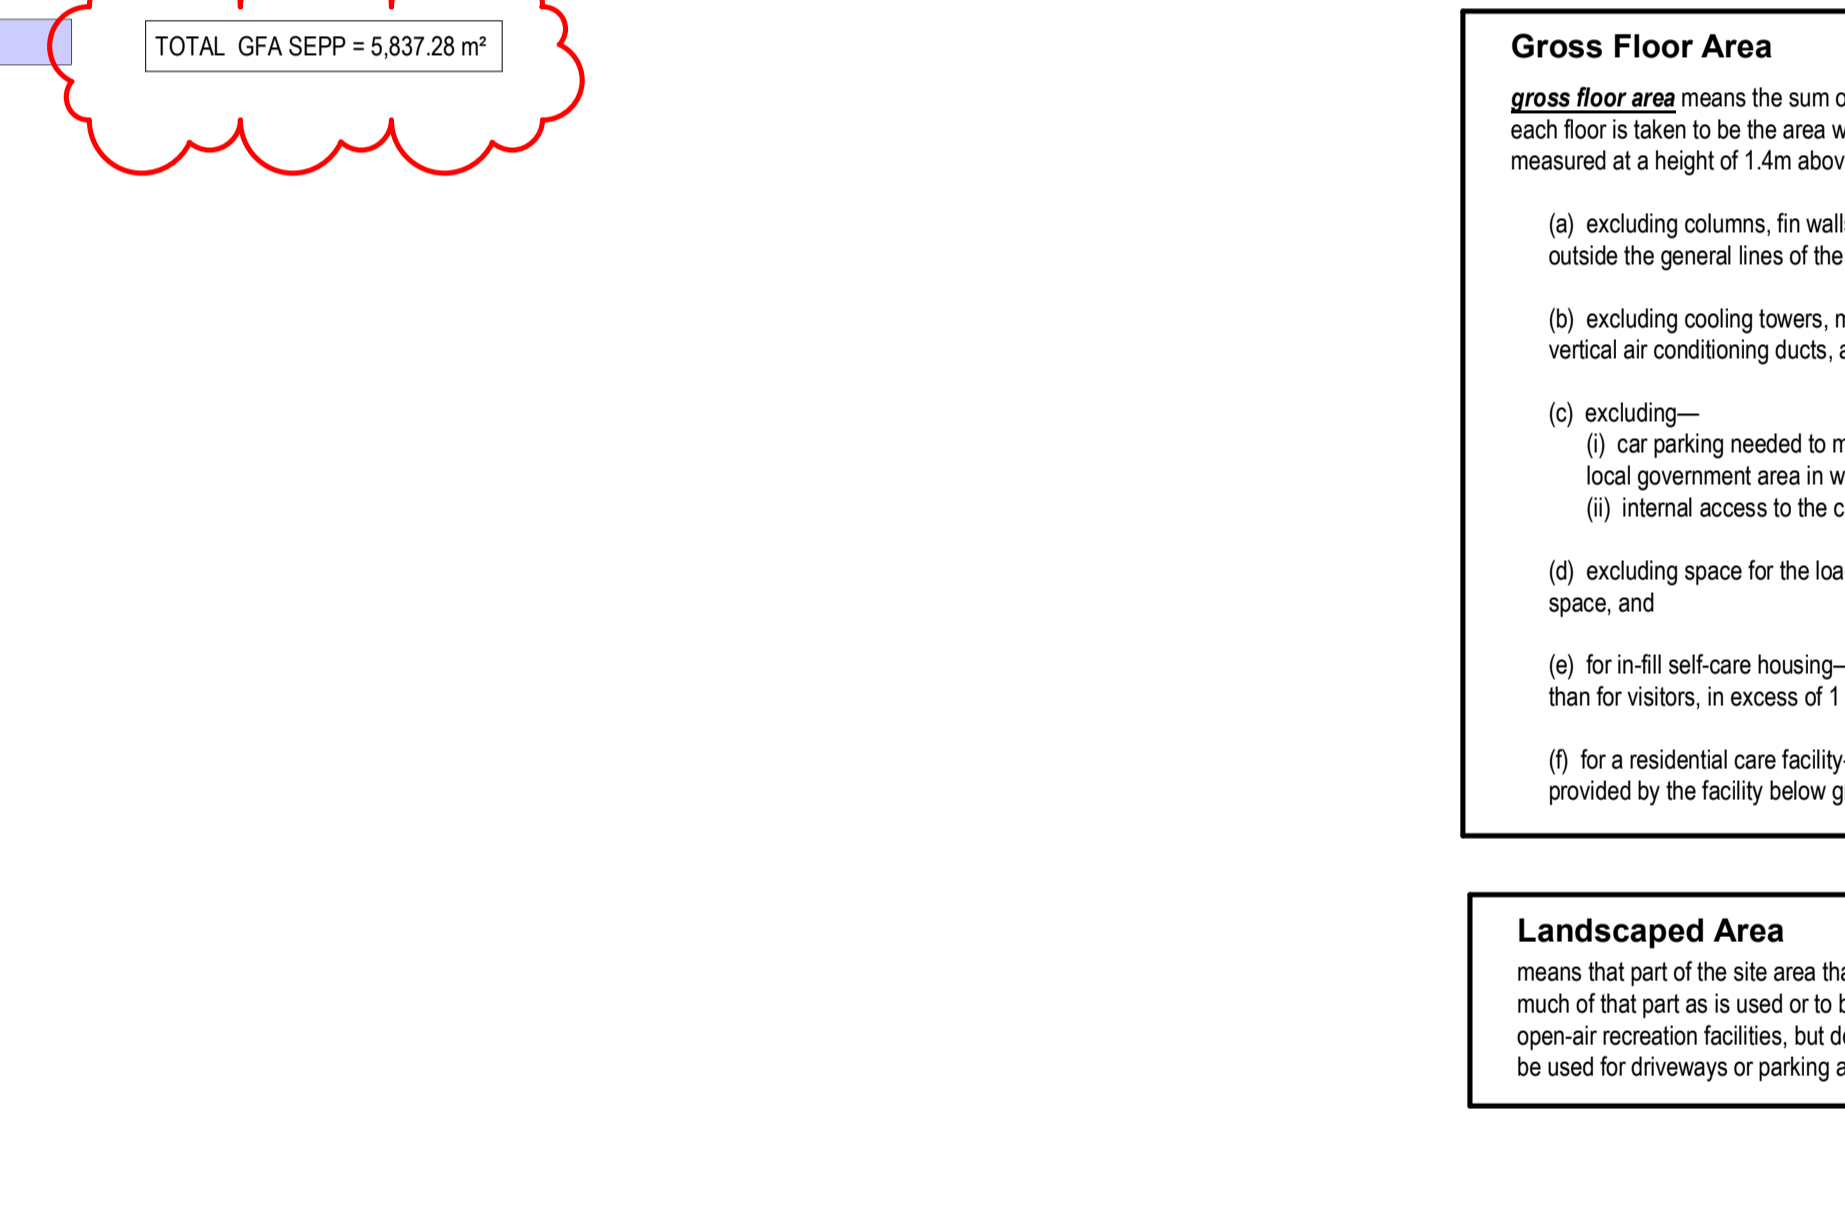 TOTAL GFA SEPP = 5,837.28 m²
Gross Floor Area
gross floor area means the sum
each floor is taken to be the area
measured at a height of 1.4m
(a) excluding columns, fin
outside the general lines of the
(b) excluding cooling towers,
vertical air conditioning ducts,
(c) excluding—
(i) car parking needed to
local government area in
(ii) internal access to the
(d) excluding space for the
space, and
(e) for in-fill self-care housing—
than for visitors, in excess of 1
(f) for a residential care facility
provided by the facility below
Landscaped Area
means that part of the site area
much of that part as is used or to
open-air recreation facilities, but
be used for driveways or parking